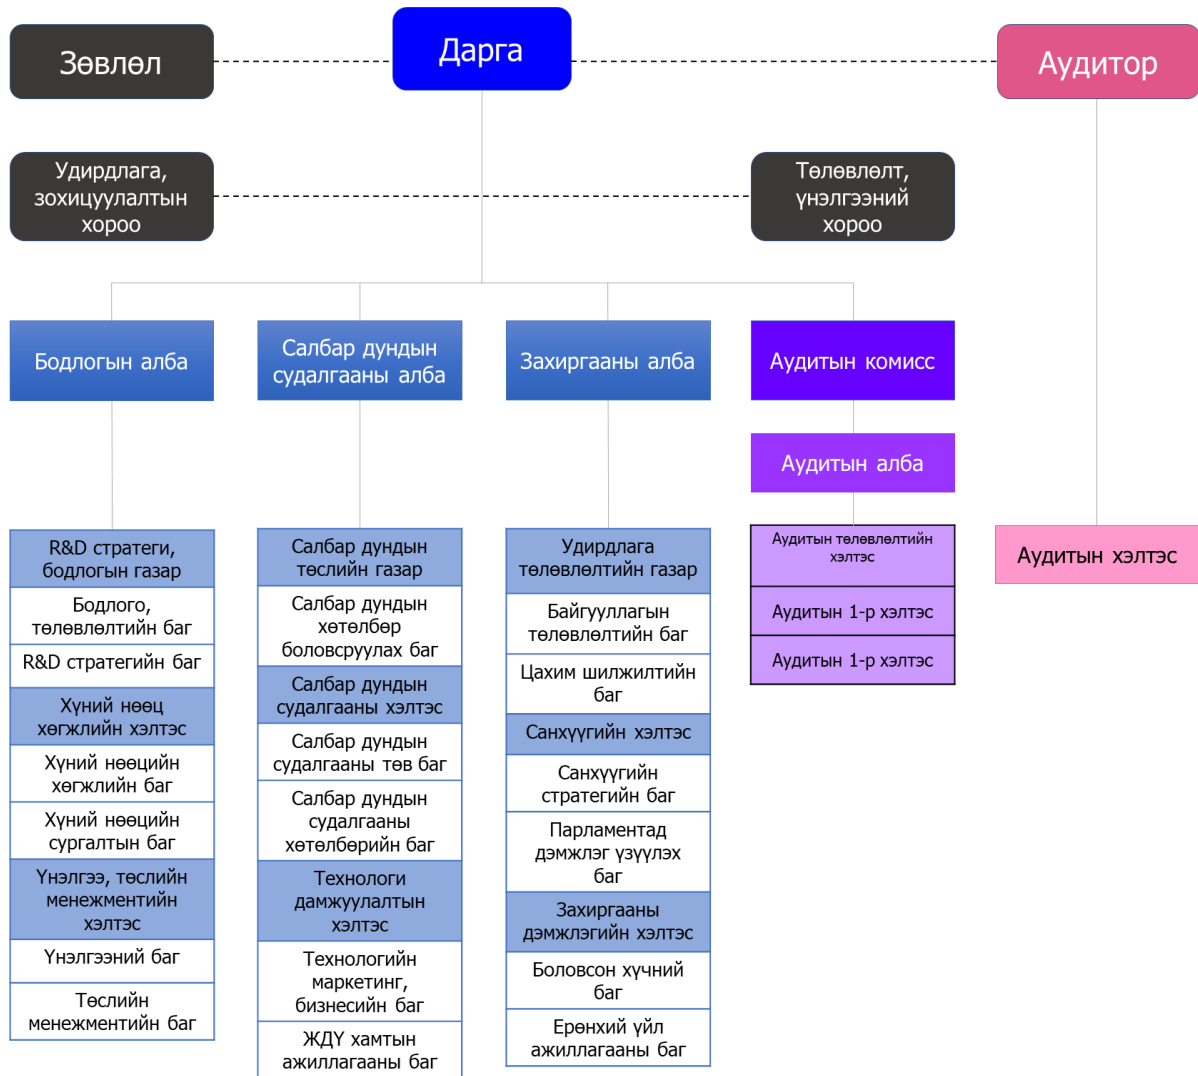 Зөвлөл
Дарга
Аудитор
Удирдлага,
зохицуулалтын
хороо
Төлөвлөлт,
үнэлгээний
хороо
Бодлогын алба
Салбар дундын
судалгааны алба
Захиргааны алба
Аудитын комисс
Аудитын алба
R&D стратеги,
бодлогын газар
Бодлого,
төлөвлөлтийн баг
R&D стратегийн баг
Хүний нөөц
хөгжлийн хэлтэс
Хүний нөөцийн
хөгжлийн баг
Хүний нөөцийн
сургалтын баг
Үнэлгээ, төслийн
менежментийн
хэлтэс
Үнэлгээний баг
Төслийн
менежментийн баг
Салбар дундын
төслийн газар
Салбар дундын
хөтөлбөр
боловсруулах баг
Салбар дундын
судалгааны хэлтэс
Салбар дундын
судалгааны төв баг
Салбар дундын
судалгааны
хөтөлбөрийн баг
Технологи
дамжуулалтын
хэлтэс
Технологийн
маркетинг,
бизнесийн баг
ЖДҮ хамтын
ажиллагааны баг
Удирдлага
төлөвлөлтийн газар
Байгууллагын
төлөвлөлтийн баг
Цахим шилжилтийн
баг
Санхүүгийн хэлтэс
Санхүүгийн
стратегийн баг
Парламентад
дэмжлэг үзүүлэх
баг
Захиргааны
дэмжлэгийн хэлтэс
Боловсон хүчний
баг
Ерөнхий үйл
ажиллагааны баг
Аудитын төлөвлөлтийн
хэлтэс
Аудитын 1-р хэлтэс
Аудитын 1-р хэлтэс
Аудитын хэлтэс